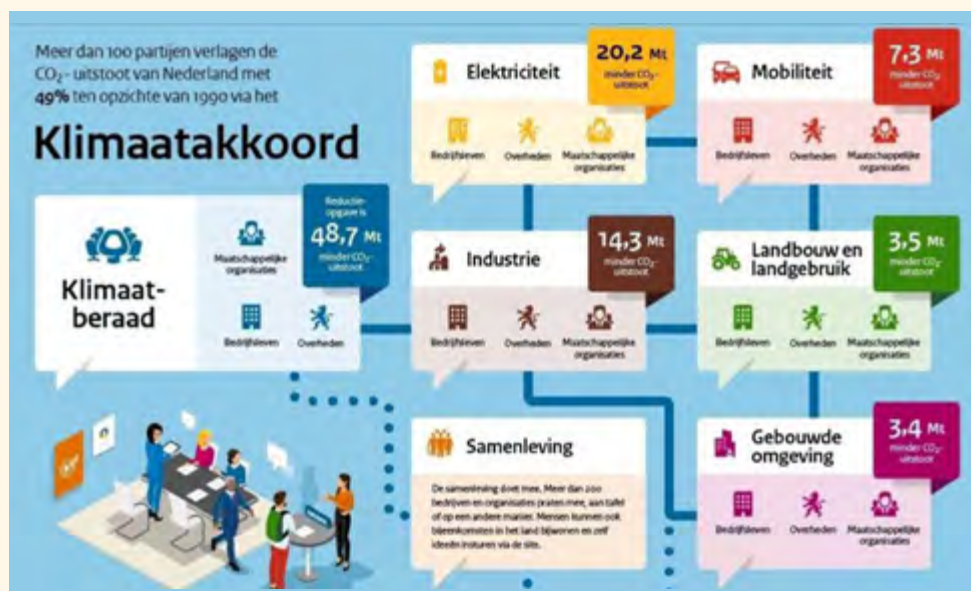 Meer dan 100 partijen verlagen de
CO₂- uitstoot van Nederland met
49% ten opzichte van 1990 via het
Klimaatakkoord
Klimaat-
beraad
Maatschappelijke
organisaties
Bedrijfsleven
Overheden
Reductie-
opgave is
48,7 Mt
minder CO₂-
uitstoot
Elektriciteit
20,2 Mt
minder CO₂-
uitstoot
Bedrijfsleven
Overheden
Maatschappelijke
organisaties
Mobiliteit
7,3 Mt
minder CO₂-
uitstoot
Bedrijfsleven
Overheden
Maatschappelijke
organisaties
Industrie
14,3 Mt
minder CO₂-
uitstoot
Bedrijfsleven
Overheden
Maatschappelijke
organisaties
Landbouw en
landgebruik
3,5 Mt
minder CO₂-
uitstoot
Bedrijfsleven
Overheden
Maatschappelijke
organisaties
Samenleving
De samenleving doet mee. Meer dan 200
bedrijven en organisaties praten mee, aan tafel
of op een andere manier. Mensen kunnen ook
bijeenkomsten in het land bijwonen en zelf
ideeën insturen via de site.
Gebouwde
omgeving
3,4 Mt
minder CO₂-
uitstoot
Bedrijfsleven
Overheden
Maatschappelijke
organisaties